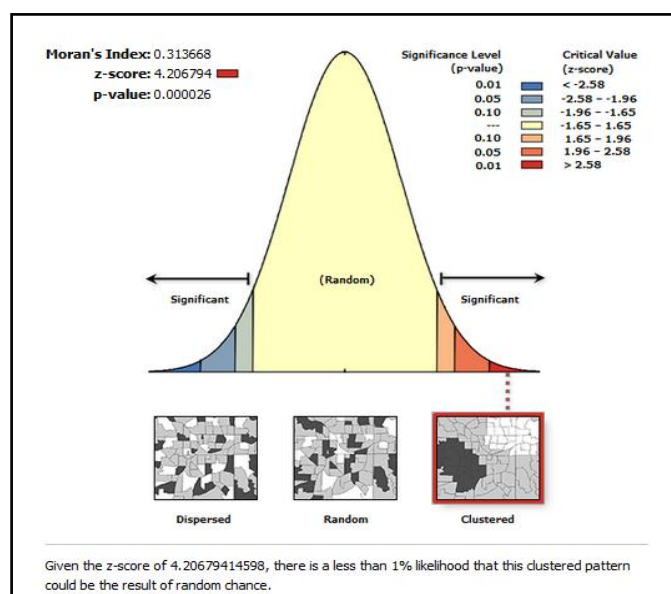 Moran's Index: 0.313668
z-score: 4.206794
p-value: 0.000026
Significance Level (p-value)
Critical Value (z-score)
0.01 < -2.58
0.05 -2.58 – -1.96
0.10 -1.96 – -1.65
--- -1.65 – 1.65
0.10 1.65 – 1.96
0.05 1.96 – 2.58
0.01 > 2.58
(Random)
Significant
Significant
Dispersed
Random
Clustered
Given the z-score of 4.20679414598, there is a less than 1% likelihood that this clustered pattern
could be the result of random chance.